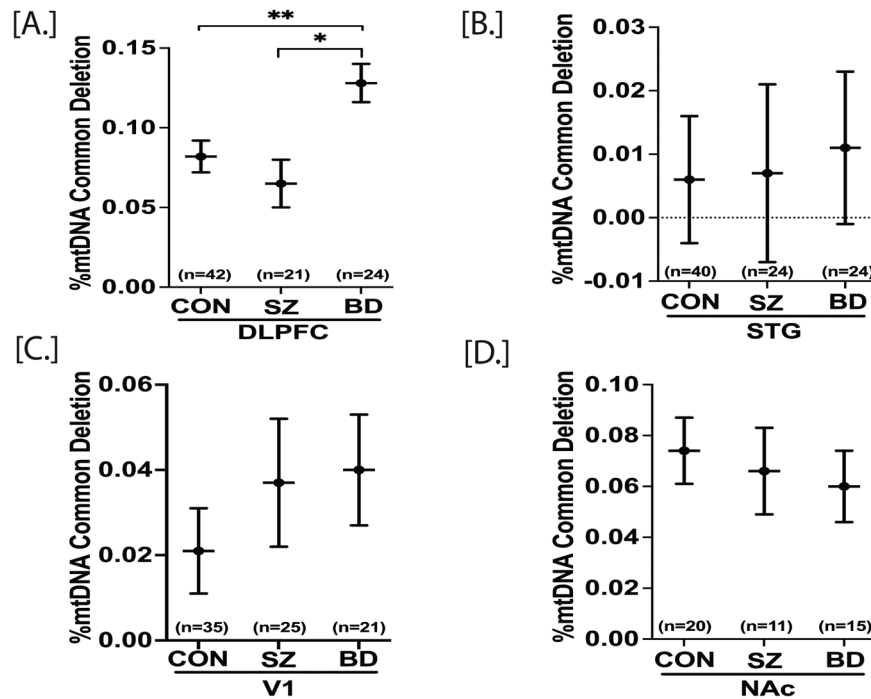 [A.]
%mtDNA Common Deletion
0.15
0.10
0.05
0.00
**
*
(n=42) (n=21) (n=24)
CON SZ BD
DLPFC
[B.]
%mtDNA Common Deletion
0.03
0.02
0.01
0.00
-0.01
(n=40) (n=24) (n=24)
CON SZ BD
STG
[C.]
%mtDNA Common Deletion
0.06
0.04
0.02
0.00
(n=35) (n=25) (n=21)
CON SZ BD
V1
[D.]
%mtDNA Common Deletion
0.10
0.08
0.06
0.04
0.02
0.00
(n=20) (n=11) (n=15)
CON SZ BD
NAc